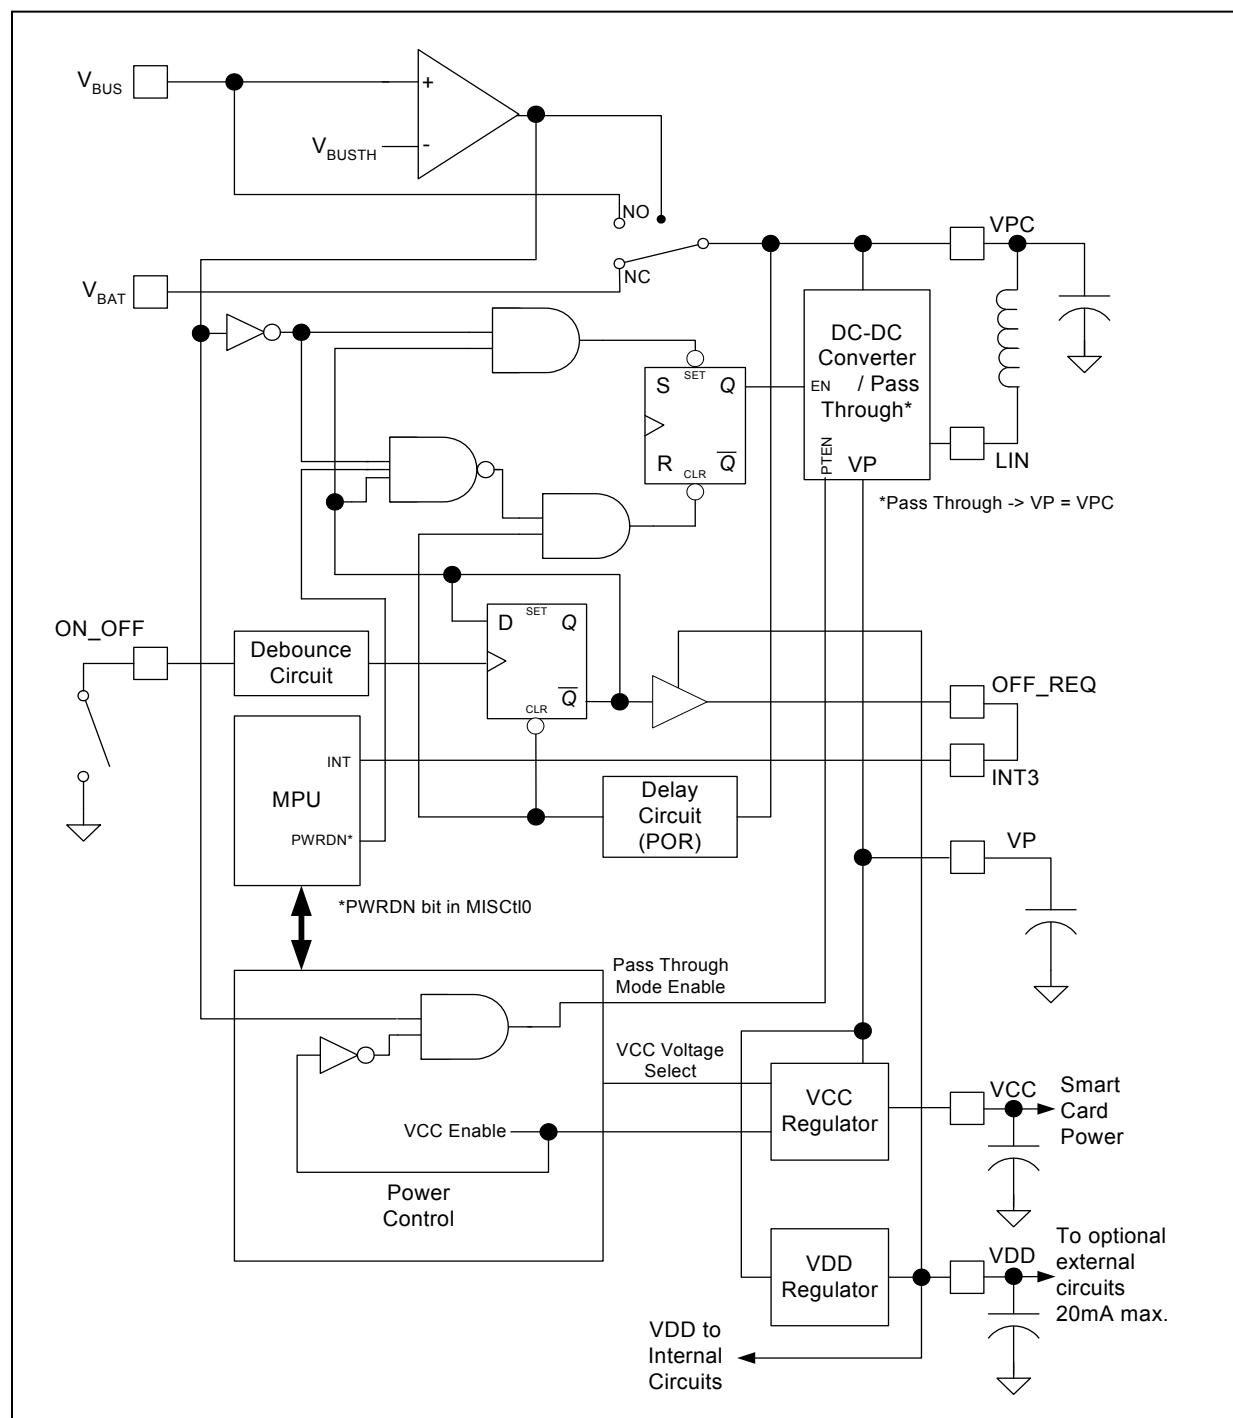 VBUS
+
VBUSTH
-
NO
VPC
NC
VBAT
DC-DC
Converter
/ Pass
Through*
EN
PTEN
VP
S
SET
Q
R
CLR
Q
LIN
*Pass Through -> VP = VPC
ON_OFF
Debounce
Circuit
D
SET
Q
CLR
Q
OFF_REQ
INT
MPU
PWRDN*
INT3
Delay
Circuit
(POR)
VP
*PWRDN bit in MISCtl0
Pass Through
Mode Enable
VCC Voltage
Select
VCC Enable
Power
Control
VCC
Regulator
VCC
Smart
Card
Power
VDD
Regulator
VDD
To optional
external
circuits
20mA max.
VDD to
Internal
Circuits